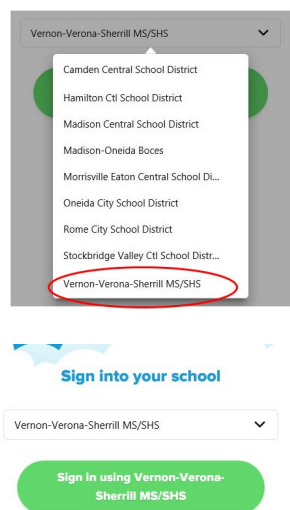 Vernon-Verona-Sherrill MS/SHS
Camden Central School District
Hamilton Ctl School District
Madison Central School District
Madison-Oneida Boces
Morrisville Eaton Central School Di...
Oneida City School District
Rome City School District
Stockbridge Valley Ctl School Distr...
Vernon-Verona-Sherrill MS/SHS
Sign into your school
Vernon-Verona-Sherrill MS/SHS
Sign in using Vernon-Verona-
Sherrill MS/SHS